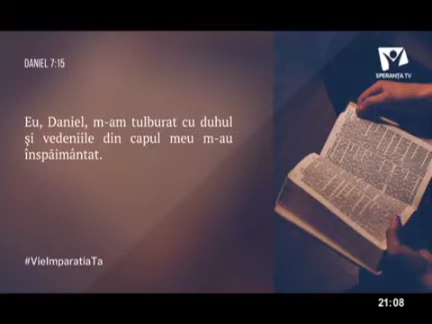 DANIEL 7:15
SPERANȚA TV
Eu, Daniel, m-am tulburat cu duhul
și vedeniile din capul meu m-au
înspăimântat.
#VieImparatiaTa
21:08